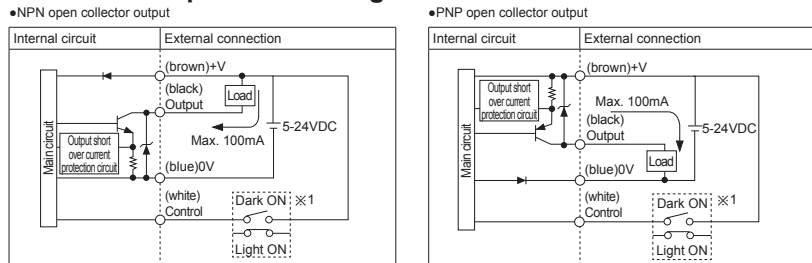 ●NPN open collector output
Internal circuit
External connection
(brown)+V
(black)
Output
Load
5-24VDC
Max. 100mA
Main circuit
Output short
over current
protection circuit
(blue)0V
(white)
Control
Dark ON
※1
Light ON
●PNP open collector output
Internal circuit
External connection
(brown)+V
Output short
over current
protection circuit
Max. 100mA
(black)
Output
5-24VDC
Main circuit
Load
(blue)0V
(white)
Control
Dark ON
※1
Light ON